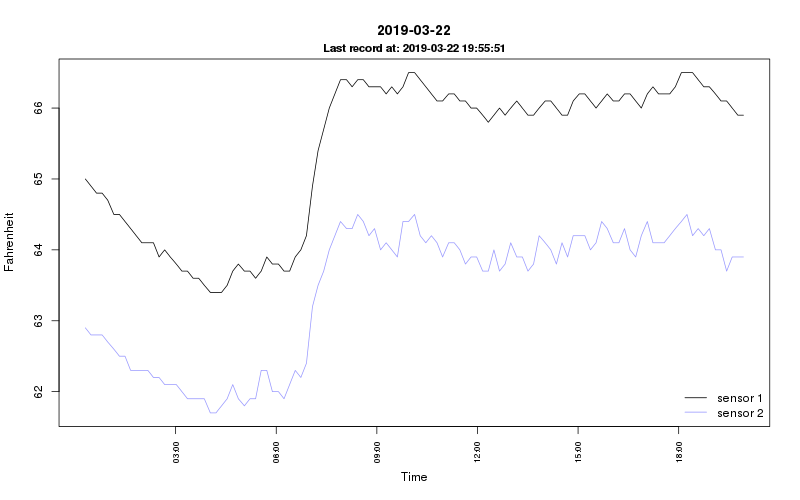 2019-03-22
Last record at: 2019-03-22 19:55:51
Fahrenheit
66
65
64
63
62
03:00
06:00
09:00
12:00
15:00
18:00
Time
sensor 1
sensor 2